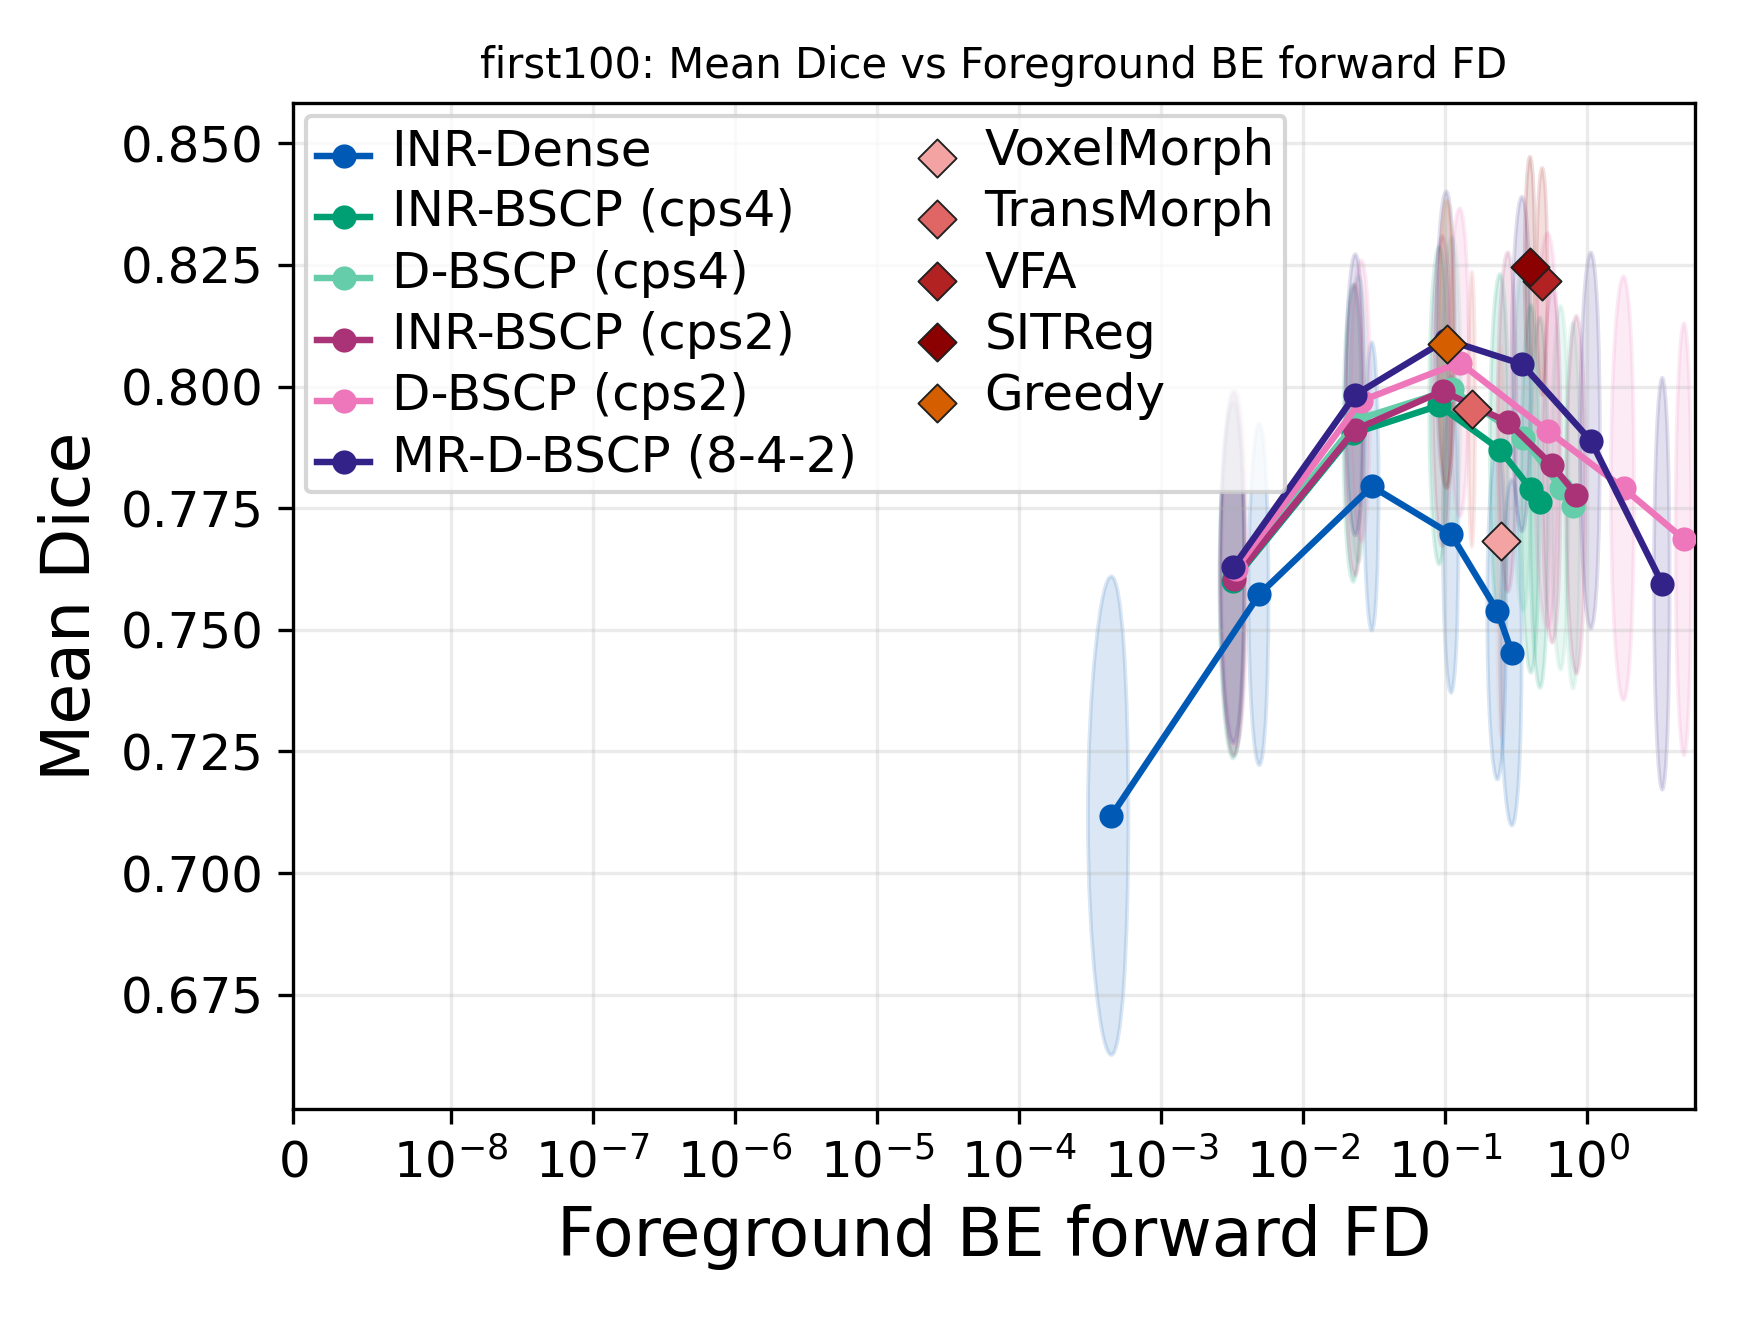 first100: Mean Dice vs Foreground BE forward FD
0.850
0.825
0.800
0.775
0.750
0.725
0.700
0.675
Mean Dice
INR-Dense
INR-BSCP (cps4)
D-BSCP (cps4)
INR-BSCP (cps2)
D-BSCP (cps2)
MR-D-BSCP (8-4-2)
VoxelMorph
TransMorph
VFA
SITReg
Greedy
0 10⁻⁸ 10⁻⁷ 10⁻⁶ 10⁻⁵ 10⁻⁴ 10⁻³ 10⁻² 10⁻¹ 10⁰
Foreground BE forward FD